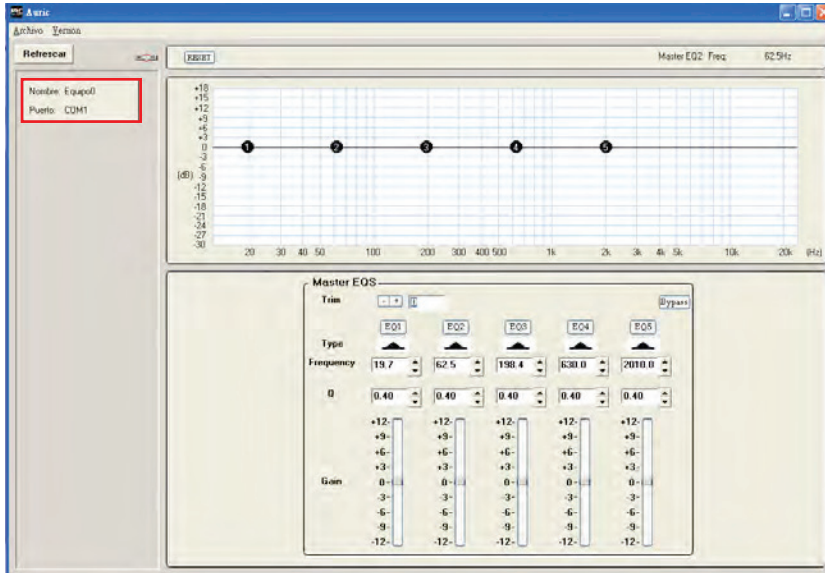 Auric
Archivo Version
Refrescar
Nombre: Equipo0
Puerto: COM1
RESET
Master EQ2 Freq 62.5Hz
+18
+15
+12
+9
+6
+3
0
-3
-6
(dB) -9
-12
-15
-18
-21
-24
-27
-30
20 30 40 50 100 200 300 400 500 1k 2k 3k 4k 5k 10k 20k (Hz)
1 2 3 4 5
Master EQS
Trim - + Bypass
EQ1 EQ2 EQ3 EQ4 EQ5
Type
Frequency 19.7 62.5 198.4 630.0 2010.0
Q 0.40 0.40 0.40 0.40 0.40
+12- +12- +12- +12- +12-
+9- +9- +9- +9- +9-
+6- +6- +6- +6- +6-
+3- +3- +3- +3- +3-
Gain 0- 0- 0- 0- 0-
-3- -3- -3- -3- -3-
-6- -6- -6- -6- -6-
-9- -9- -9- -9- -9-
-12- -12- -12- -12- -12-